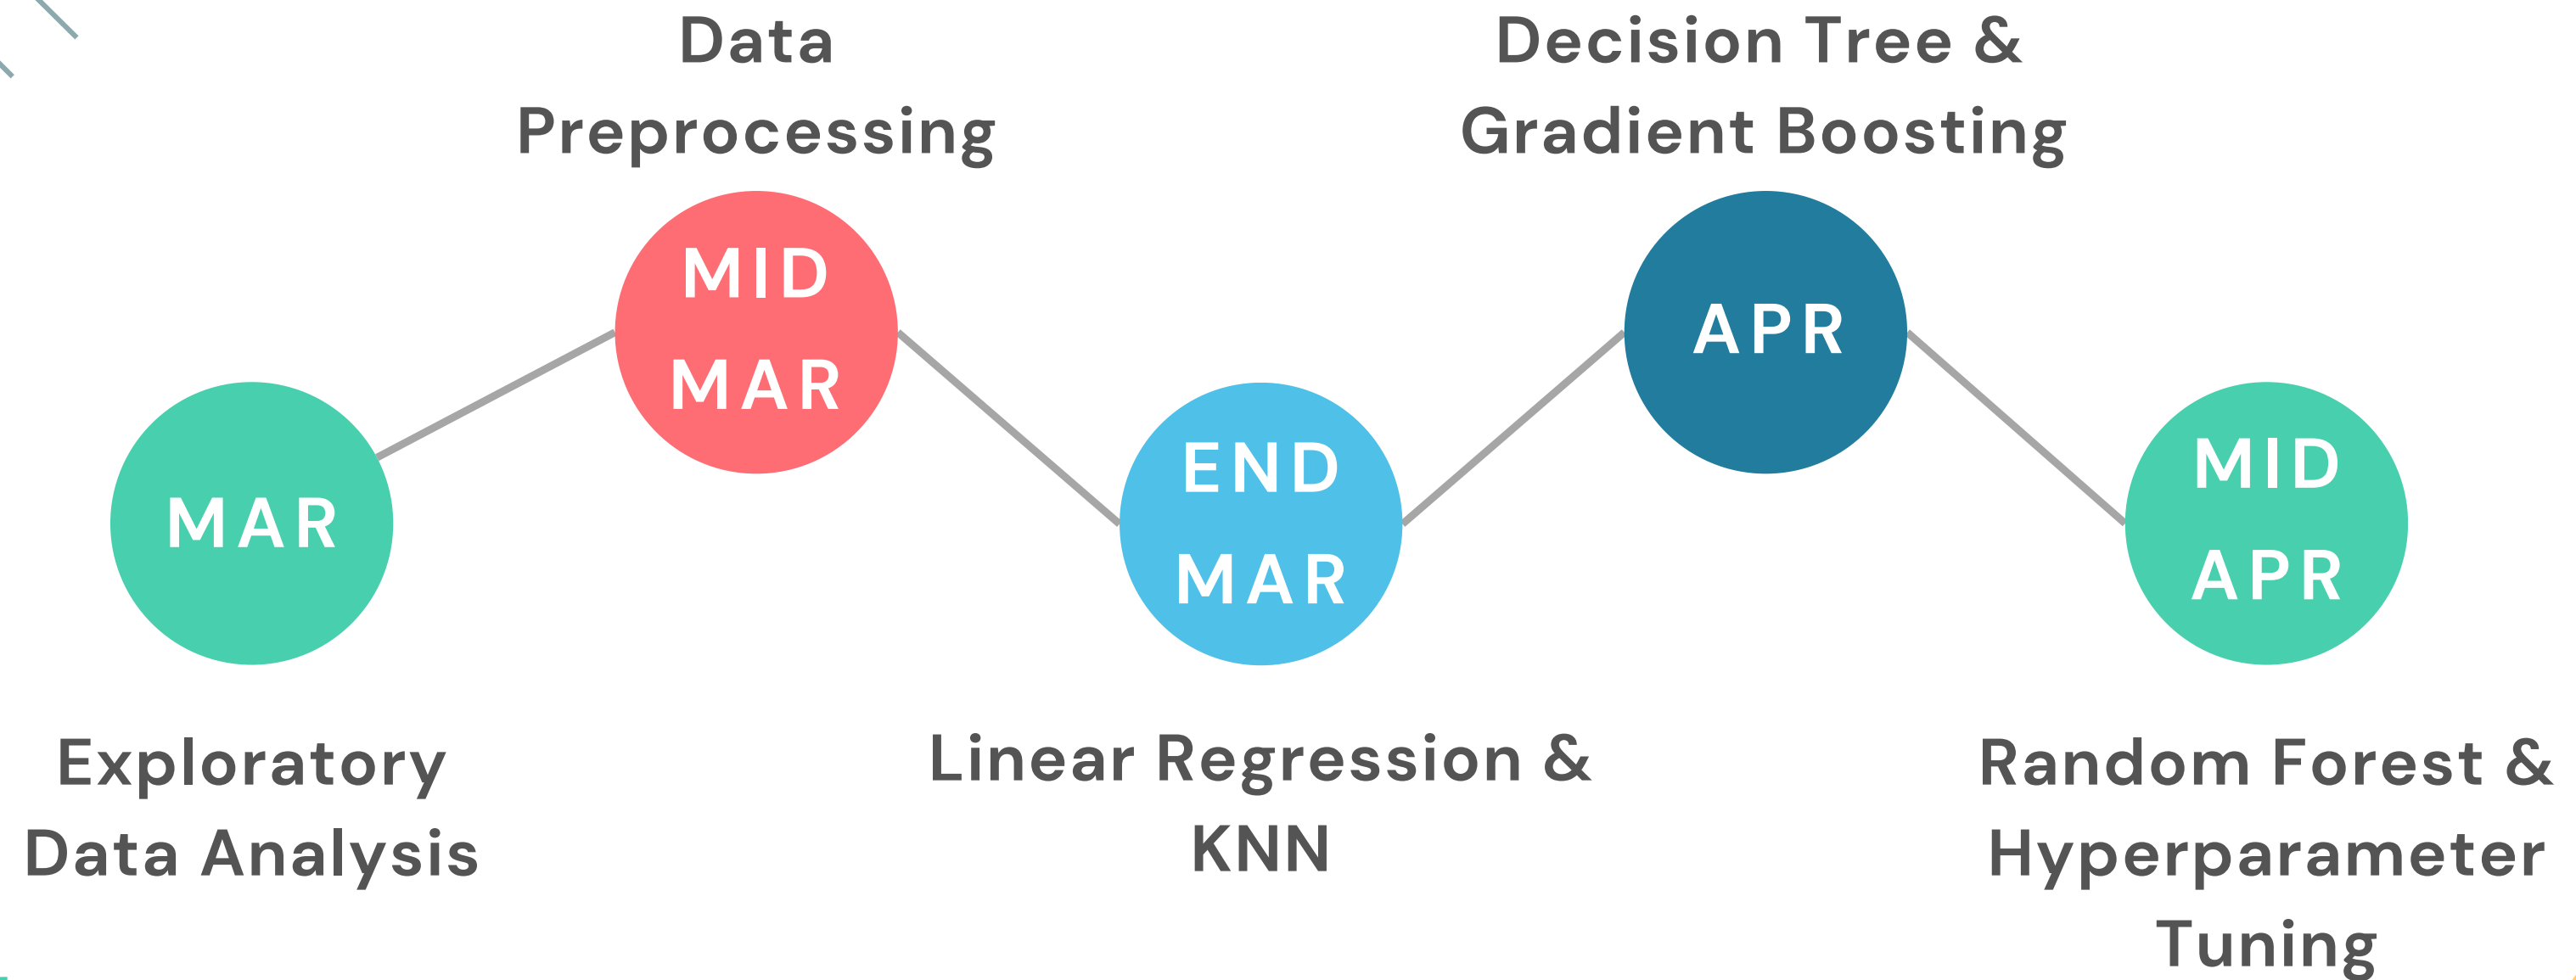 MAR
Exploratory
Data Analysis
Data
Preprocessing
MID
MAR
END
MAR
Linear Regression &
KNN
Decision Tree &
Gradient Boosting
APR
MID
APR
Random Forest &
Hyperparameter
Tuning